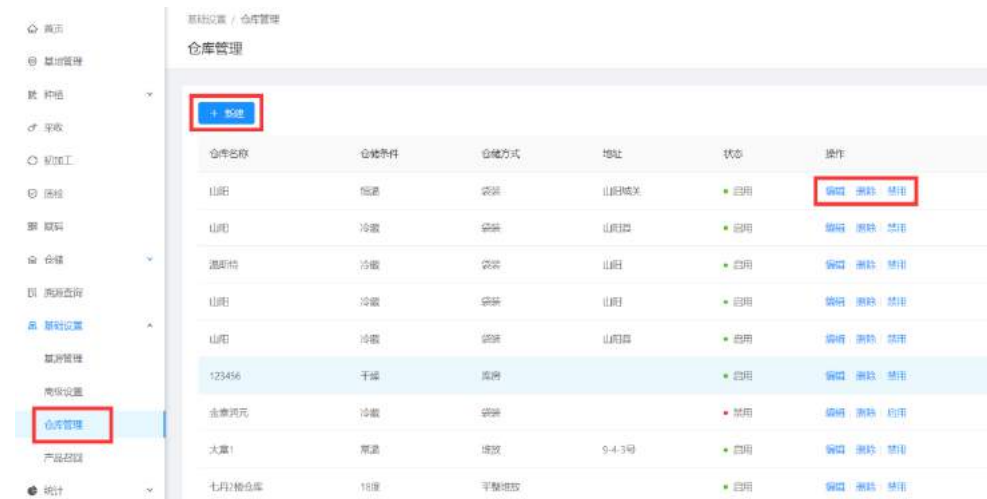 首页
基地管理
种植
采收
初加工
质检
赋码
仓储
溯源查询
基础设置
基源管理
高级设置
仓库管理
产品召回
统计
基础设置 / 仓库管理
仓库管理
+ 新建
仓库名称 仓储条件 仓储方式 地址 状态 操作
山阳 恒温 袋装 山阳城关 启用 编辑 删除 禁用
山阳 冷藏 袋装 山阳县 启用 编辑 删除 禁用
温斯特 冷藏 袋装 山阳 启用 编辑 删除 禁用
山阳 冷藏 袋装 山阳 启用 编辑 删除 禁用
山阳 冷藏 袋装 山阳县 启用 编辑 删除 禁用
123456 干燥 库房 启用 编辑 删除 禁用
冷藏 袋装 禁用 编辑 删除 启用
大富1 常温 堆放 9-4-3号 启用 编辑 删除 禁用
七丹2楼仓库 18度 平整堆放 启用 编辑 删除 禁用